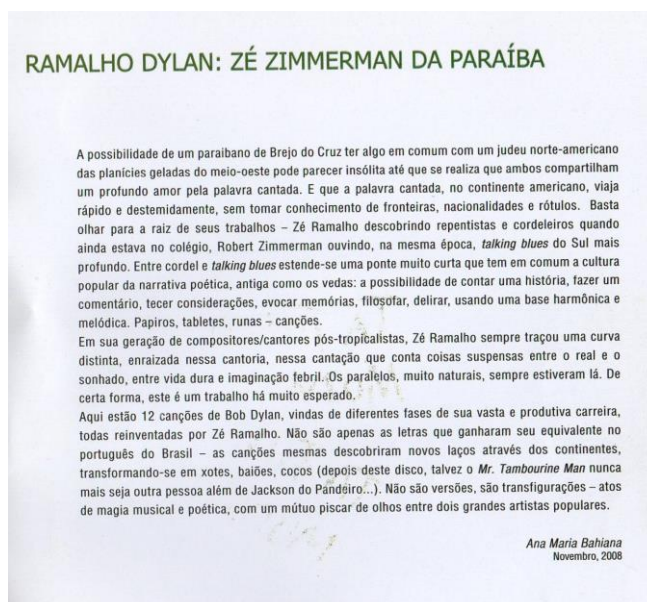 RAMALHO DYLAN: ZÉ ZIMMERMAN DA PARAÍBA
A possibilidade de um paraibano de Brejo do Cruz ter algo em comum com um judeu norte-americano
das planícies geladas do meio-oeste pode parecer insólita até que se realiza que ambos compartilham
um profundo amor pela palavra cantada. E que a palavra cantada, no continente americano, viaja
rápido e destemidamente, sem tomar conhecimento de fronteiras, nacionalidades e rótulos. Basta
olhar para a raiz de seus trabalhos – Zé Ramalho descobrindo repentistas e cordeleiros quando
ainda estava no colégio, Robert Zimmerman ouvindo, na mesma época, talking blues do Sul mais
profundo. Entre cordel e talking blues estende-se uma ponte muito curta que tem em comum a cultura
popular da narrativa poética, antiga como os vedas: a possibilidade de contar uma história, fazer um
comentário, tecer considerações, evocar memórias, filosofar, delirar, usando uma base harmônica e
melódica. Papiros, tabletes, runas – canções.
Em sua geração de compositores/cantores pós-tropicalistas, Zé Ramalho sempre traçou uma curva
distinta, enraizada nessa cantoria, nessa cantação que conta coisas suspensas entre o real e o
sonhado, entre vida dura e imaginação febril. Os paralelos, muito naturais, sempre estiveram lá. De
certa forma, este é um trabalho há muito esperado.
Aqui estão 12 canções de Bob Dylan, vindas de diferentes fases de sua vasta e produtiva carreira,
todas reinventadas por Zé Ramalho. Não são apenas as letras que ganharam seu equivalente no
português do Brasil – as canções mesmas descobriram novos laços através dos continentes,
transformando-se em xotes, baiões, cocos (depois deste disco, talvez o Mr. Tambourine Man nunca
mais seja outra pessoa além de Jackson do Pandeiro...). Não são versões, são transfigurações – atos
de magia musical e poética, com um mútuo piscar de olhos entre dois grandes artistas populares.
Ana Maria Bahiana
Novembro, 2008